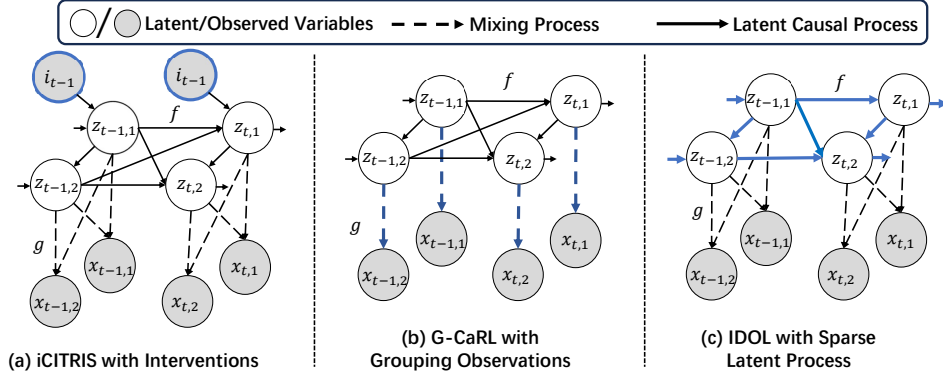 Latent/Observed Variables
Mixing Process
Latent Causal Process
i_{t-1}
i_{t-1}
f
z_{t-1,1}
z_{t,1}
z_{t-1,2}
z_{t,2}
g
x_{t-1,1}
x_{t,1}
x_{t-1,2}
x_{t,2}
(a) iCITRIS with Interventions
f
z_{t-1,1}
z_{t,1}
z_{t-1,2}
z_{t,2}
g
x_{t-1,1}
x_{t,1}
x_{t-1,2}
x_{t,2}
(b) G-CaRL with
Grouping Observations
f
z_{t-1,1}
z_{t,1}
z_{t-1,2}
z_{t,2}
g
x_{t-1,1}
x_{t,1}
x_{t-1,2}
x_{t,2}
(c) IDOL with Sparse
Latent Process